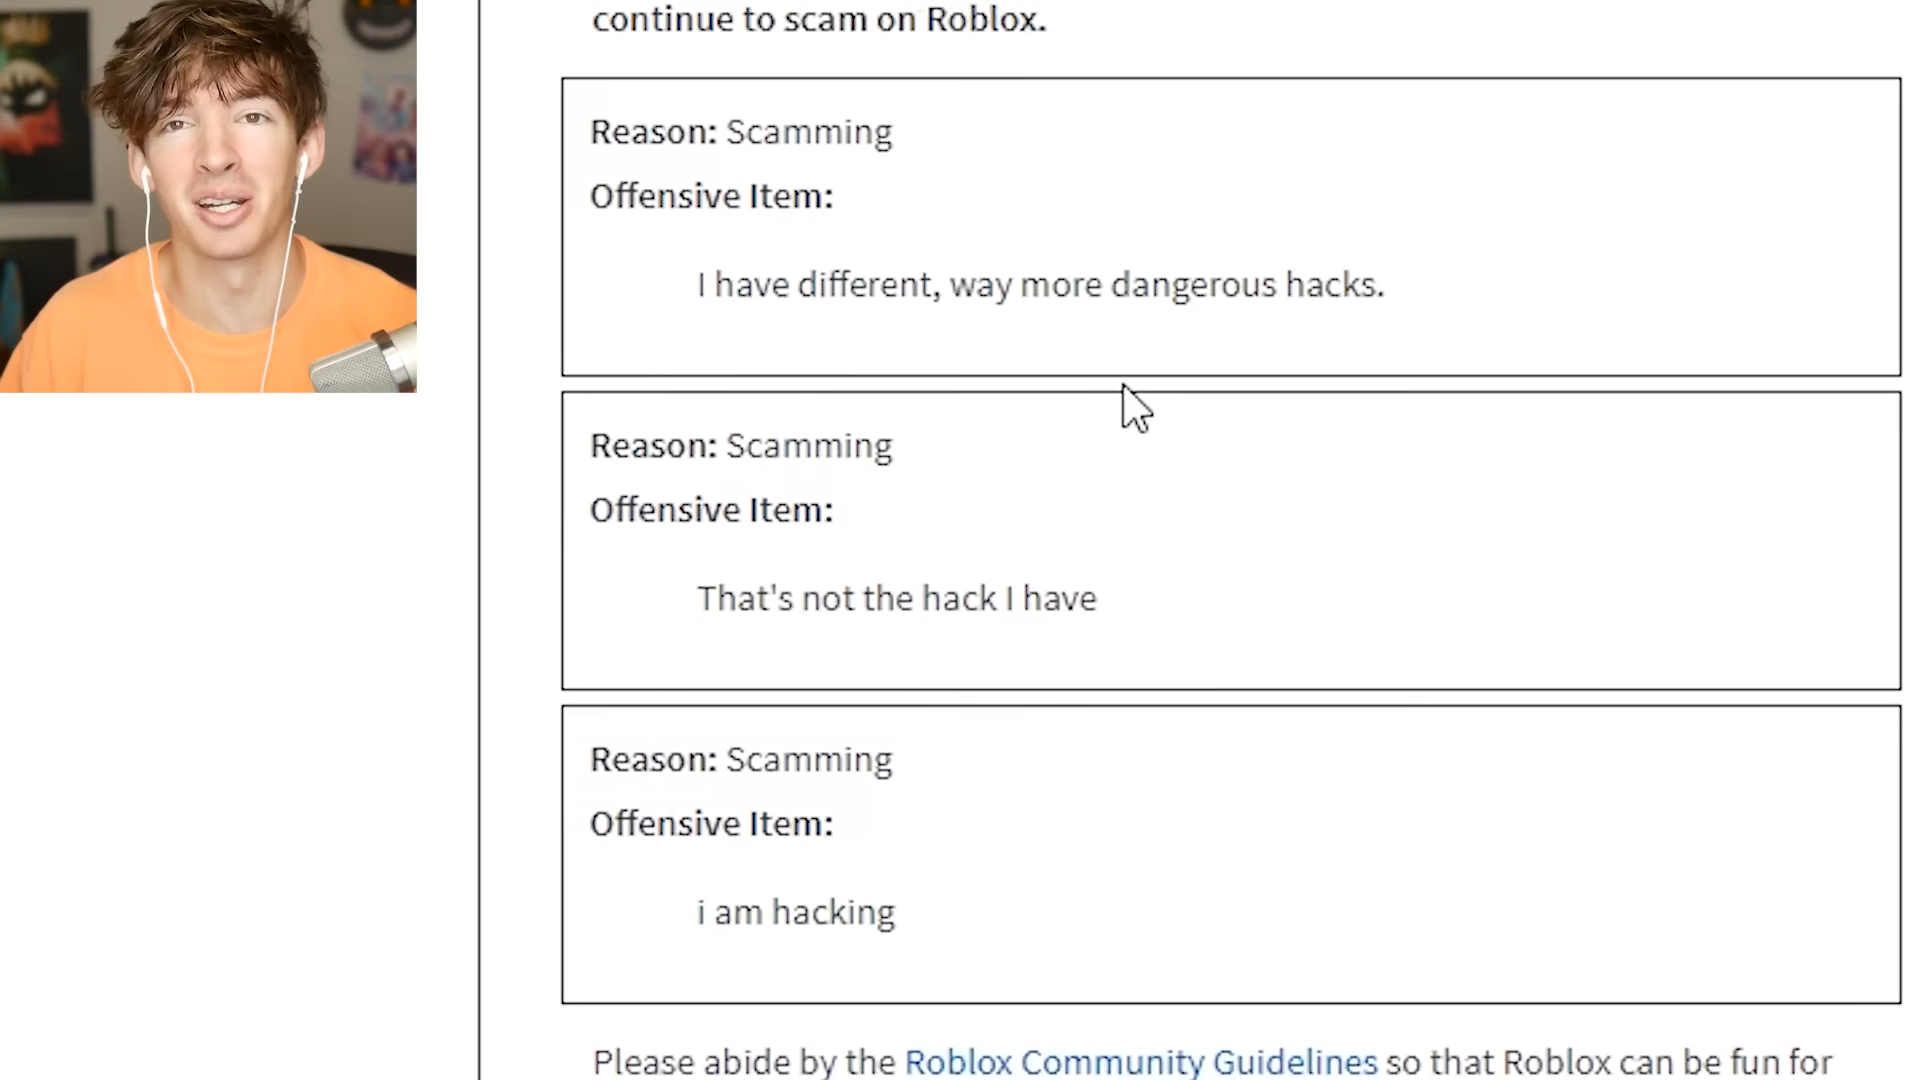 continue to scam on Roblox.
Reason: Scamming
Offensive Item:
I have different, way more dangerous hacks.
Reason: Scamming
Offensive Item:
That's not the hack I have
Reason: Scamming
Offensive Item:
i am hacking
Please abide by the Roblox Community Guidelines so that Roblox can be fun for